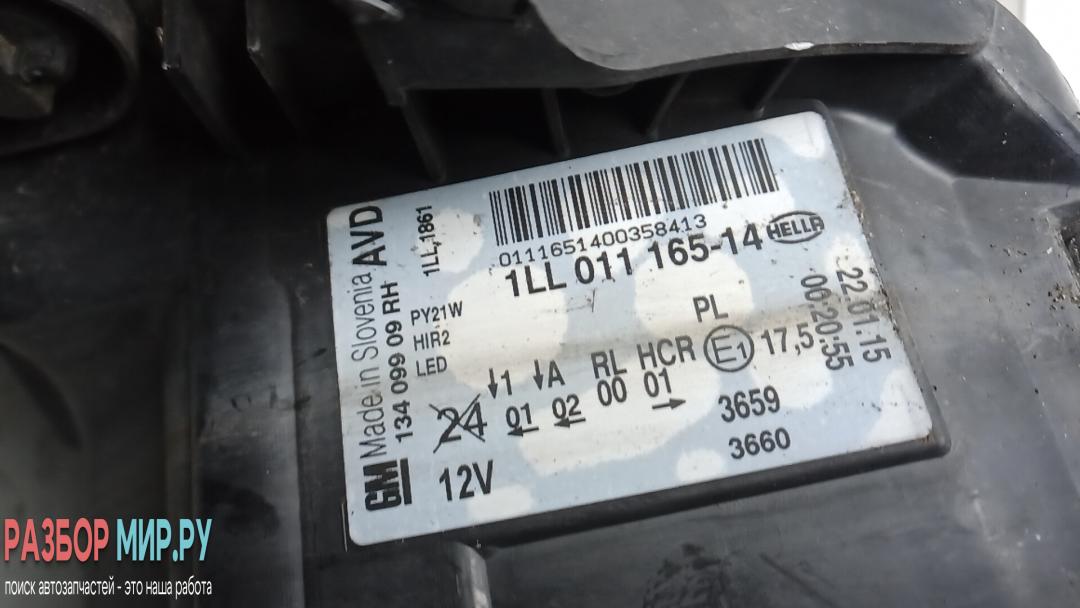 GM Made in Slovenia AVD
134 099 09 RH
1LL,1861
0111651400358413
1LL 011 165-14 HELLA
PY21W
HIR2
LED
PL
24 ↓1 ↓A RL HCR E1 17,5
01 02 00 01
← ← →
12V
3659
3660
22.01.15
00:20:55
РАЗБОР МИР.РУ
поиск автозапчастей - это наша работа